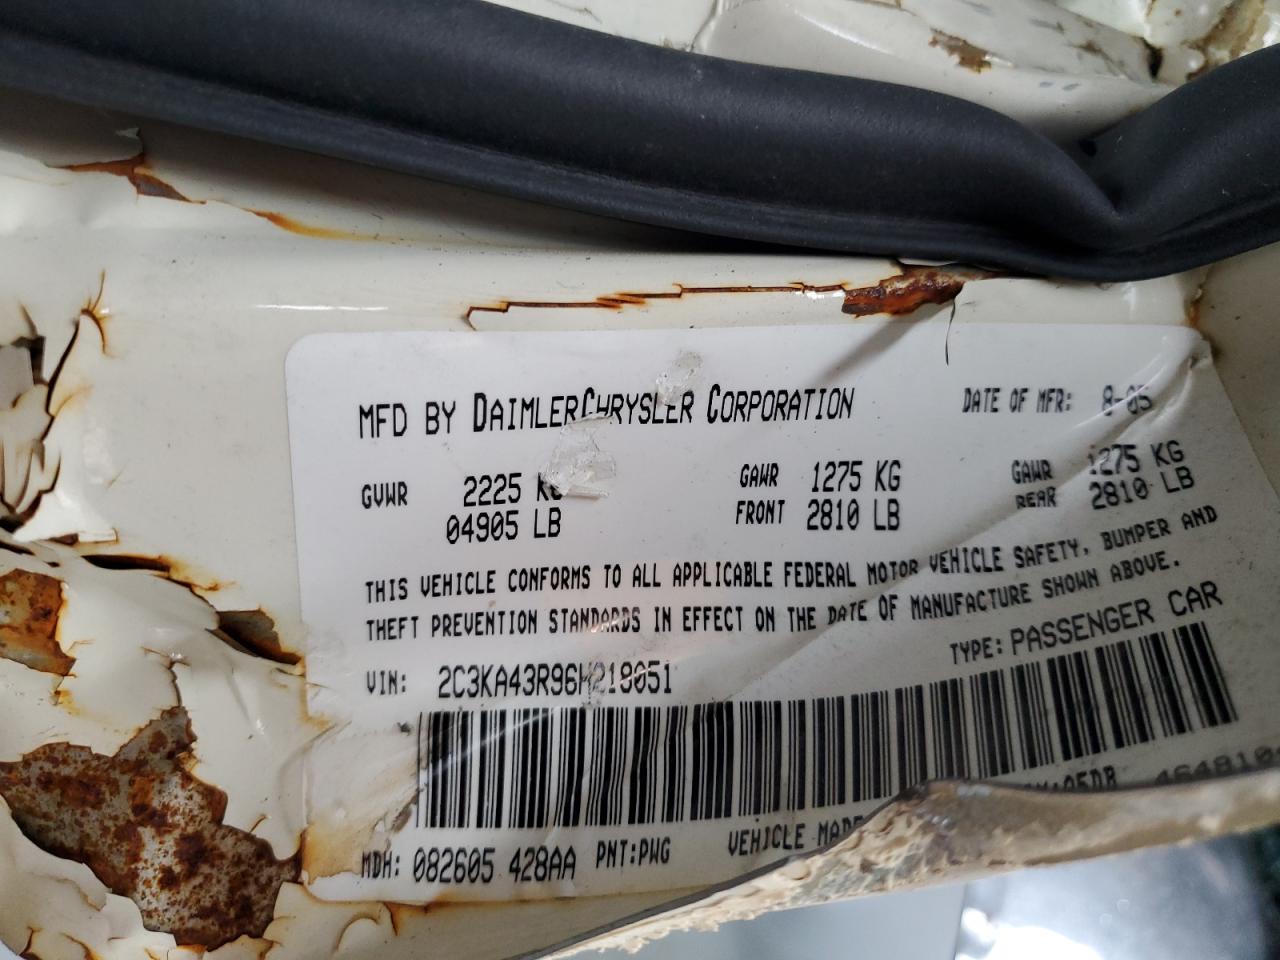 MFD BY DAIMLERCHRYSLER CORPORATION DATE OF MFR: 8-05
GVWR 2225 KG GAWR 1275 KG GAWR 1275 KG
04905 LB FRONT 2810 LB REAR 2810 LB
THIS VEHICLE CONFORMS TO ALL APPLICABLE FEDERAL MOTOR VEHICLE SAFETY, BUMPER AND
THEFT PREVENTION STANDARDS IN EFFECT ON THE DATE OF MANUFACTURE SHOWN ABOVE.
VIN: 2C3KA43R96H218051 TYPE: PASSENGER CAR
MDH: 082605 428AA PNT:PWG VEHICLE MADE